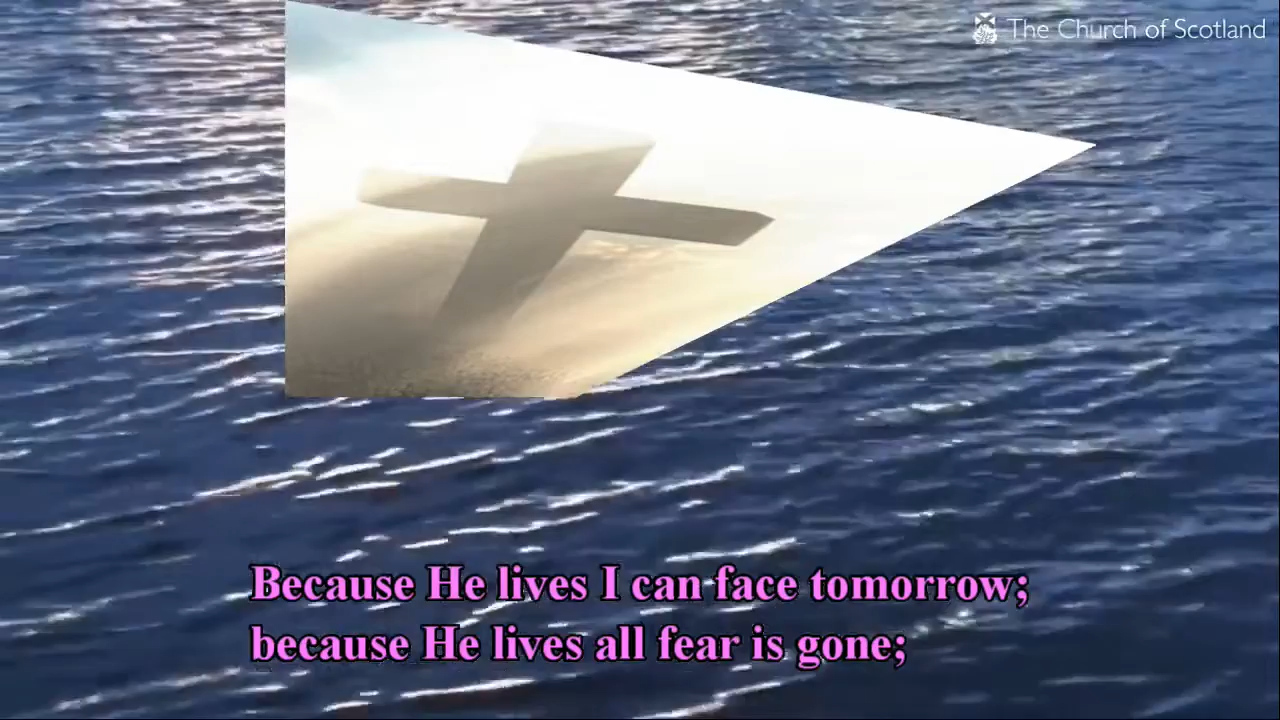 The Church of Scotland
Because He lives I can face tomorrow;
because He lives all fear is gone;